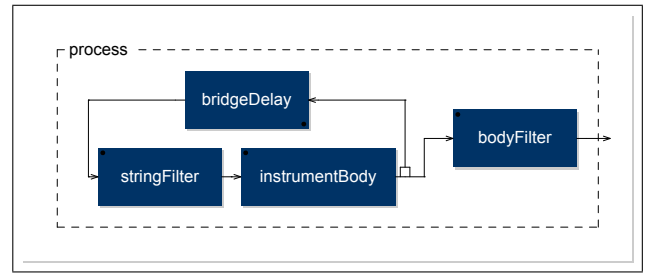 process
bridgeDelay
bodyFilter
stringFilter
instrumentBody